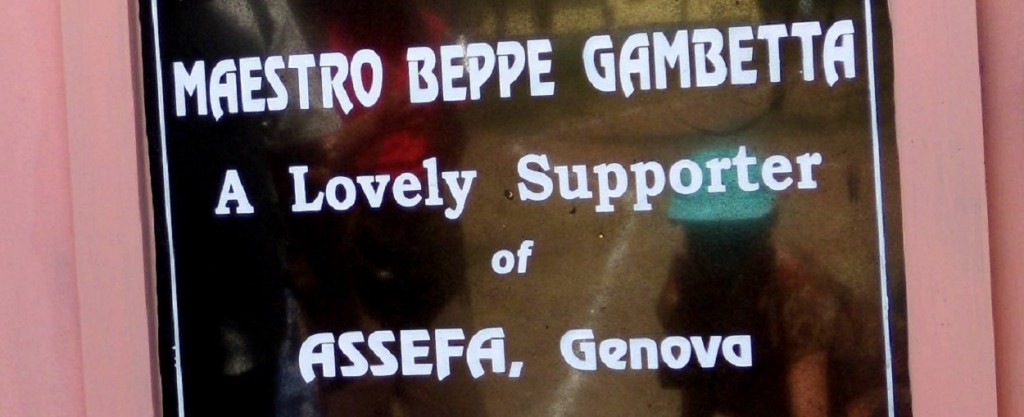 MAESTRO BEPPE GAMBETTA
A Lovely Supporter
of
ASSEFA, Genova